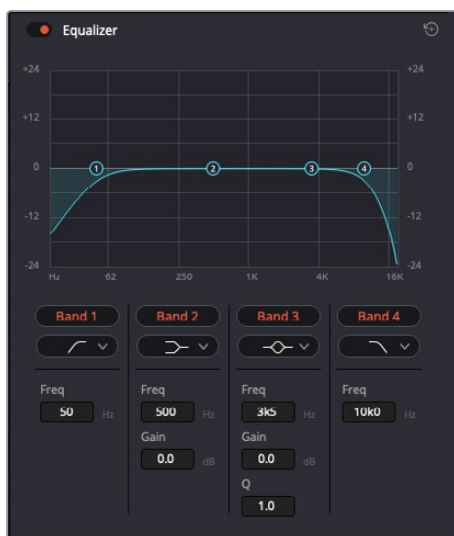 Equalizer
+24 +24
+12 +12
0 1 2 3 4 0
-12 -12
-24 -24
Hz 62 250 1K 4K 16K
Band 1 Band 2 Band 3 Band 4
Freq Freq Freq Freq
50 Hz 500 Hz 3k5 Hz 10k0 Hz
Gain Gain
0.0 dB 0.0 dB
Q
1.0